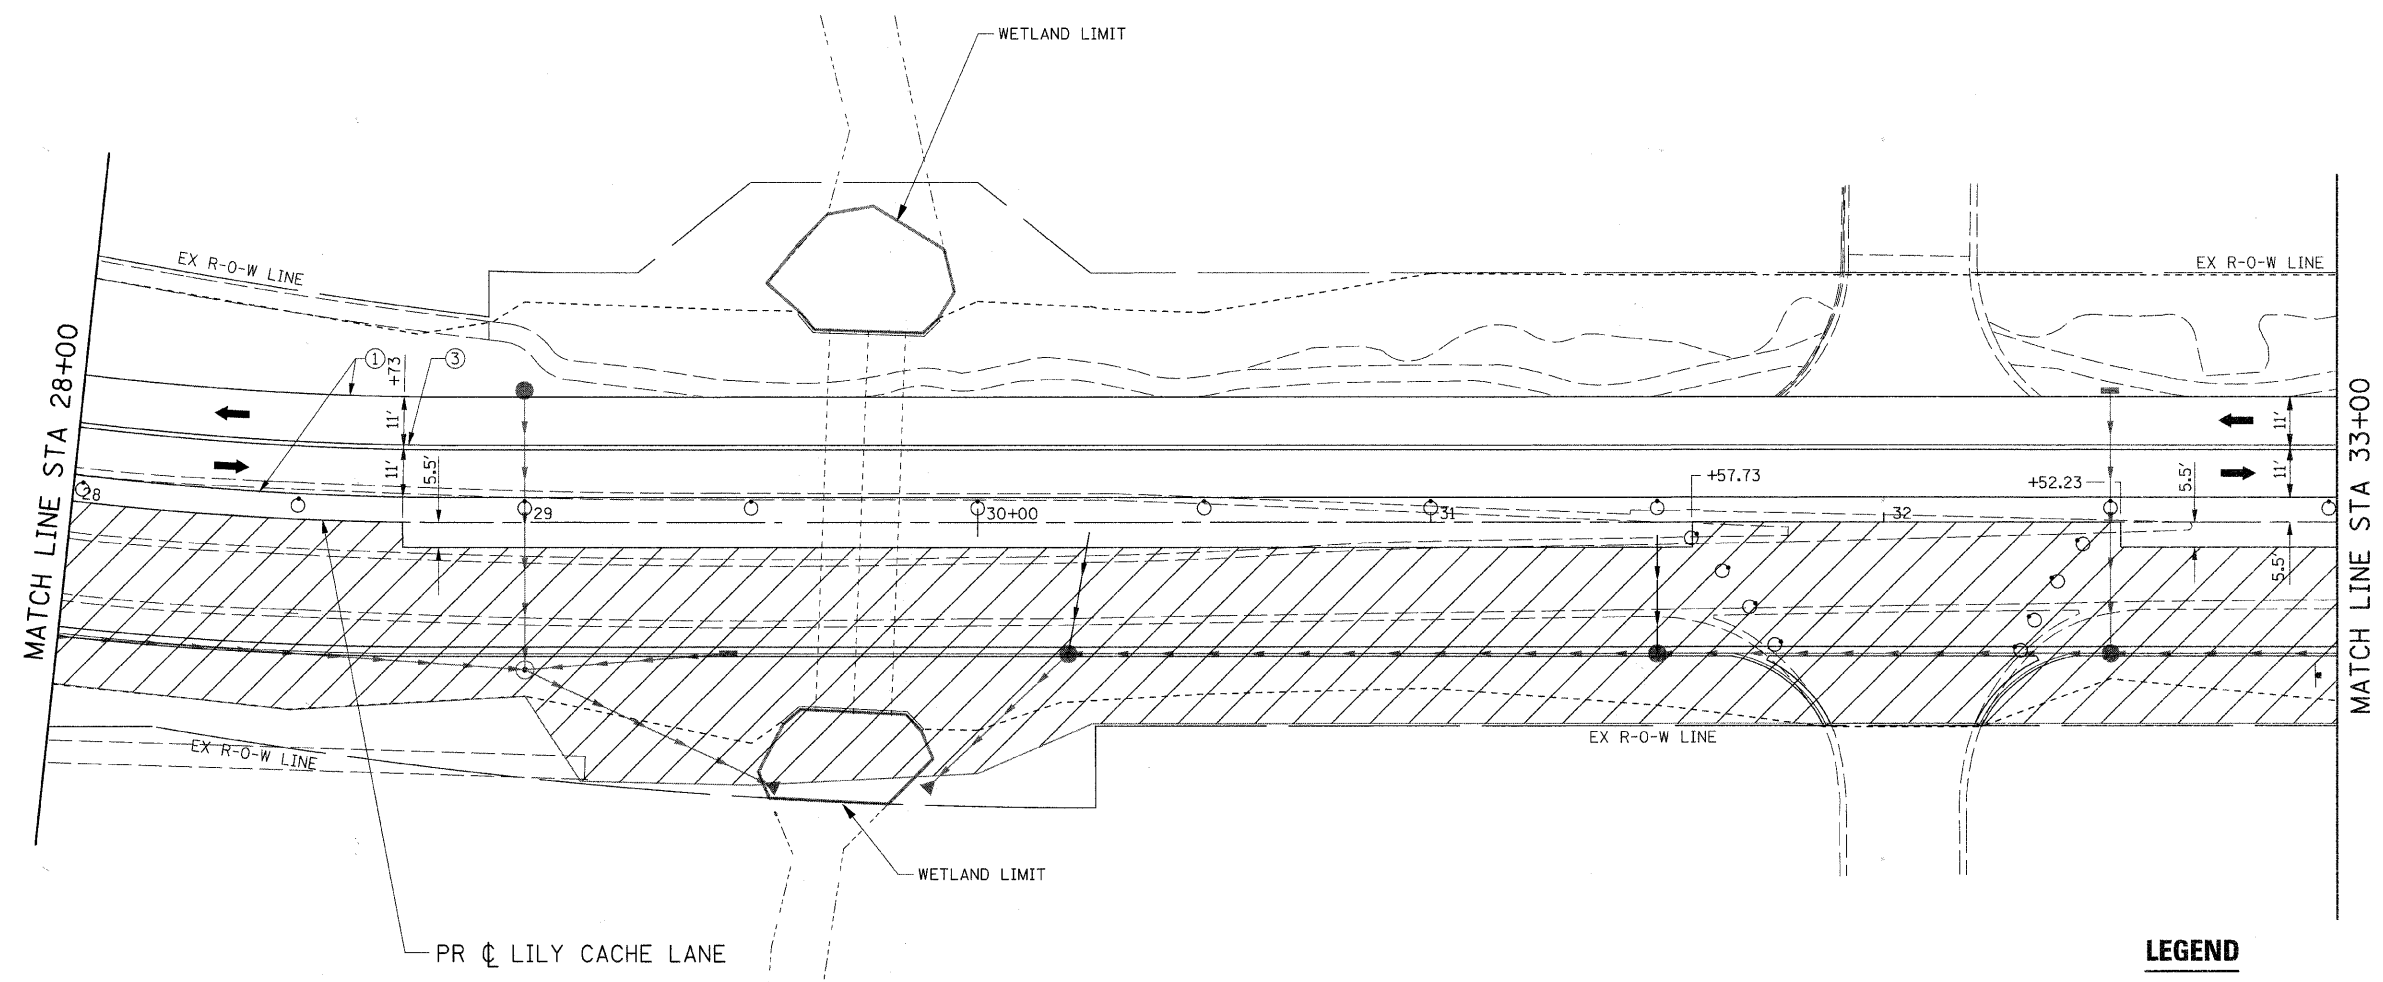 WETLAND LIMIT
EX R-O-W LINE
EX R-O-W LINE
MATCH LINE STA 28+00
1
+73
3
11'
11'
11'
11'
5.5'
5.5'
5.5'
+57.73
+52.23
28
29
30+00
31
32
MATCH LINE STA 33+00
EX R-O-W LINE
EX R-O-W LINE
WETLAND LIMIT
PR ℄ LILY CACHE LANE
LEGEND